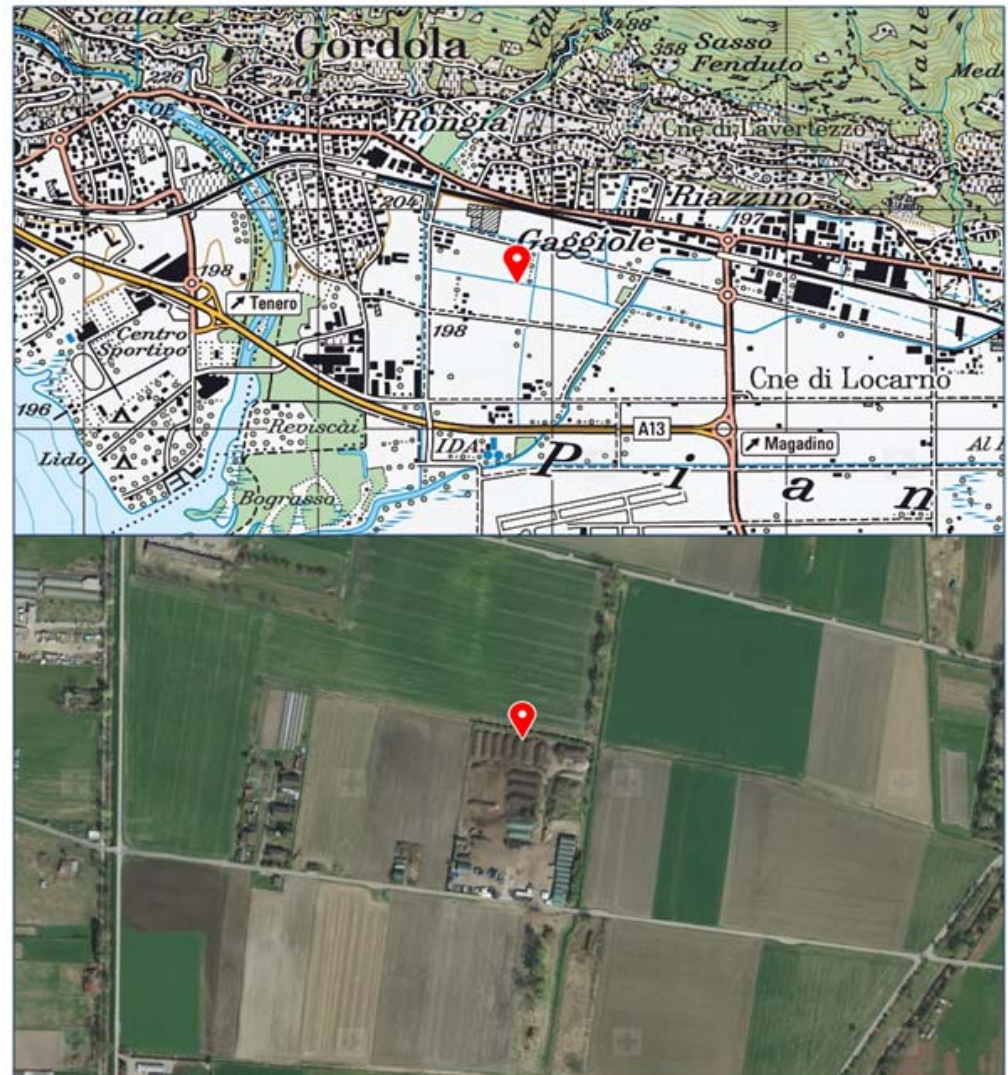 Scalate
Gordola
488
358
Sasso
Fenduto
Valle
226
240
Rongia
Cne di Lavertezzo
204
Riazzino
197
Gaggiole
198
Tenero
Centro
Sportivo
198
Cne di Locarno
196
Reviscài
A13
Magadino
Lido
IDA
Bograsso
P i a n